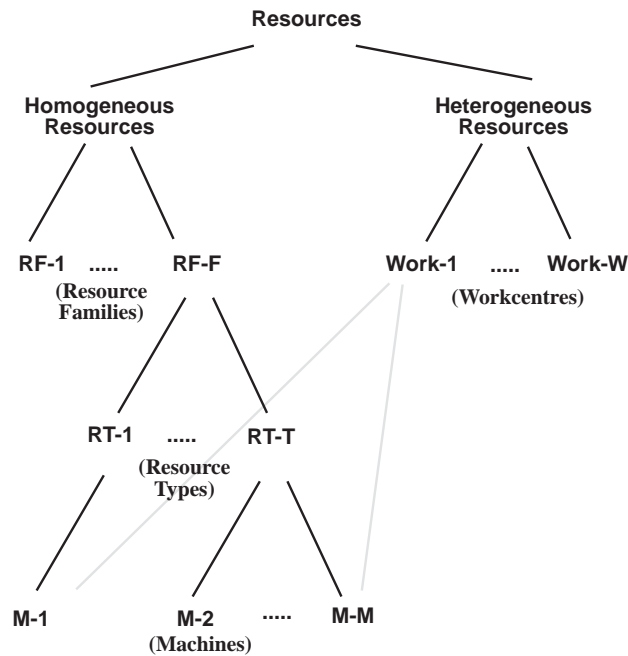 Resources
Homogeneous
Resources
Heterogeneous
Resources
RF-1 ..... RF-F
(Resource
Families)
Work-1 ..... Work-W
(Workcentres)
RT-1 ..... RT-T
(Resource
Types)
M-1 M-2 ..... M-M
(Machines)